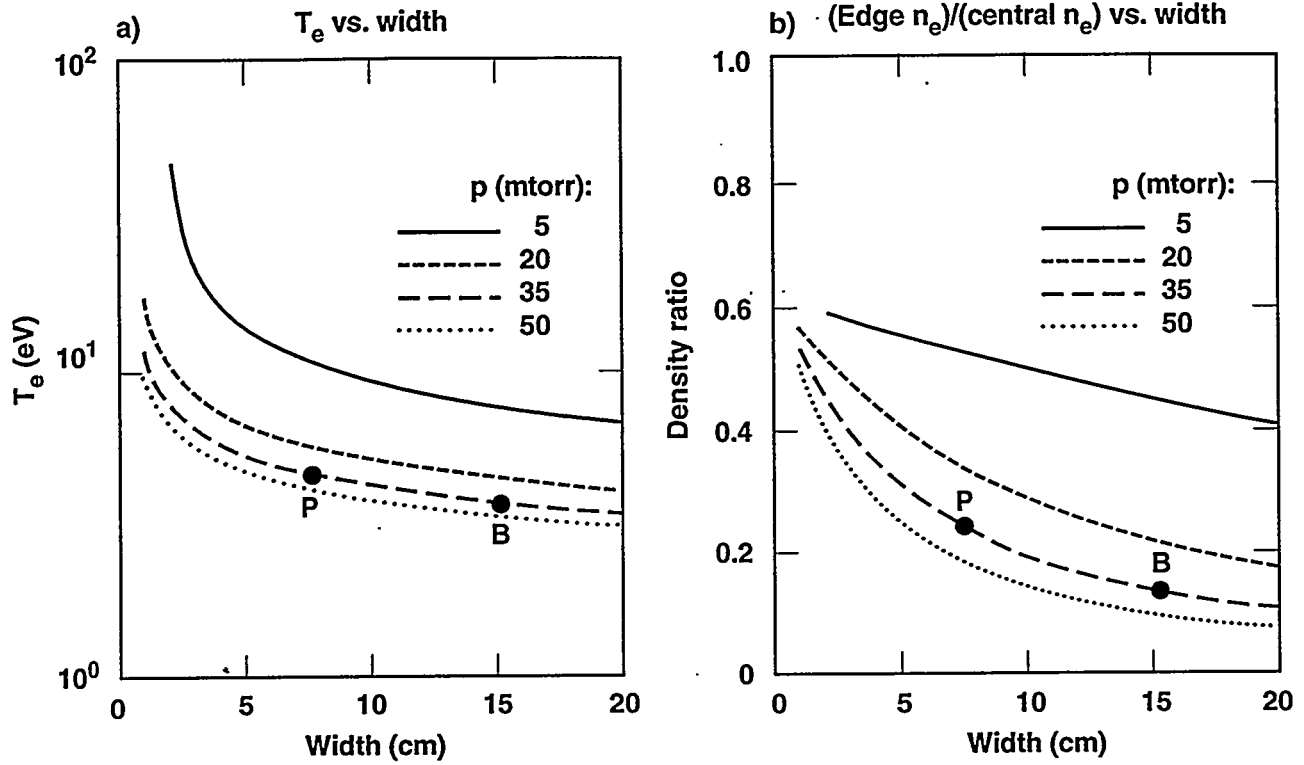 a)
T_e vs. width
10^2
10^1
10^0
T_e (eV)
p (mtorr):
5
20
35
50
P
B
0
5
10
15
20
Width (cm)
b)
(Edge n_e)/(central n_e) vs. width
1.0
0.8
0.6
0.4
0.2
0
Density ratio
p (mtorr):
5
20
35
50
P
B
0
5
10
15
20
Width (cm)